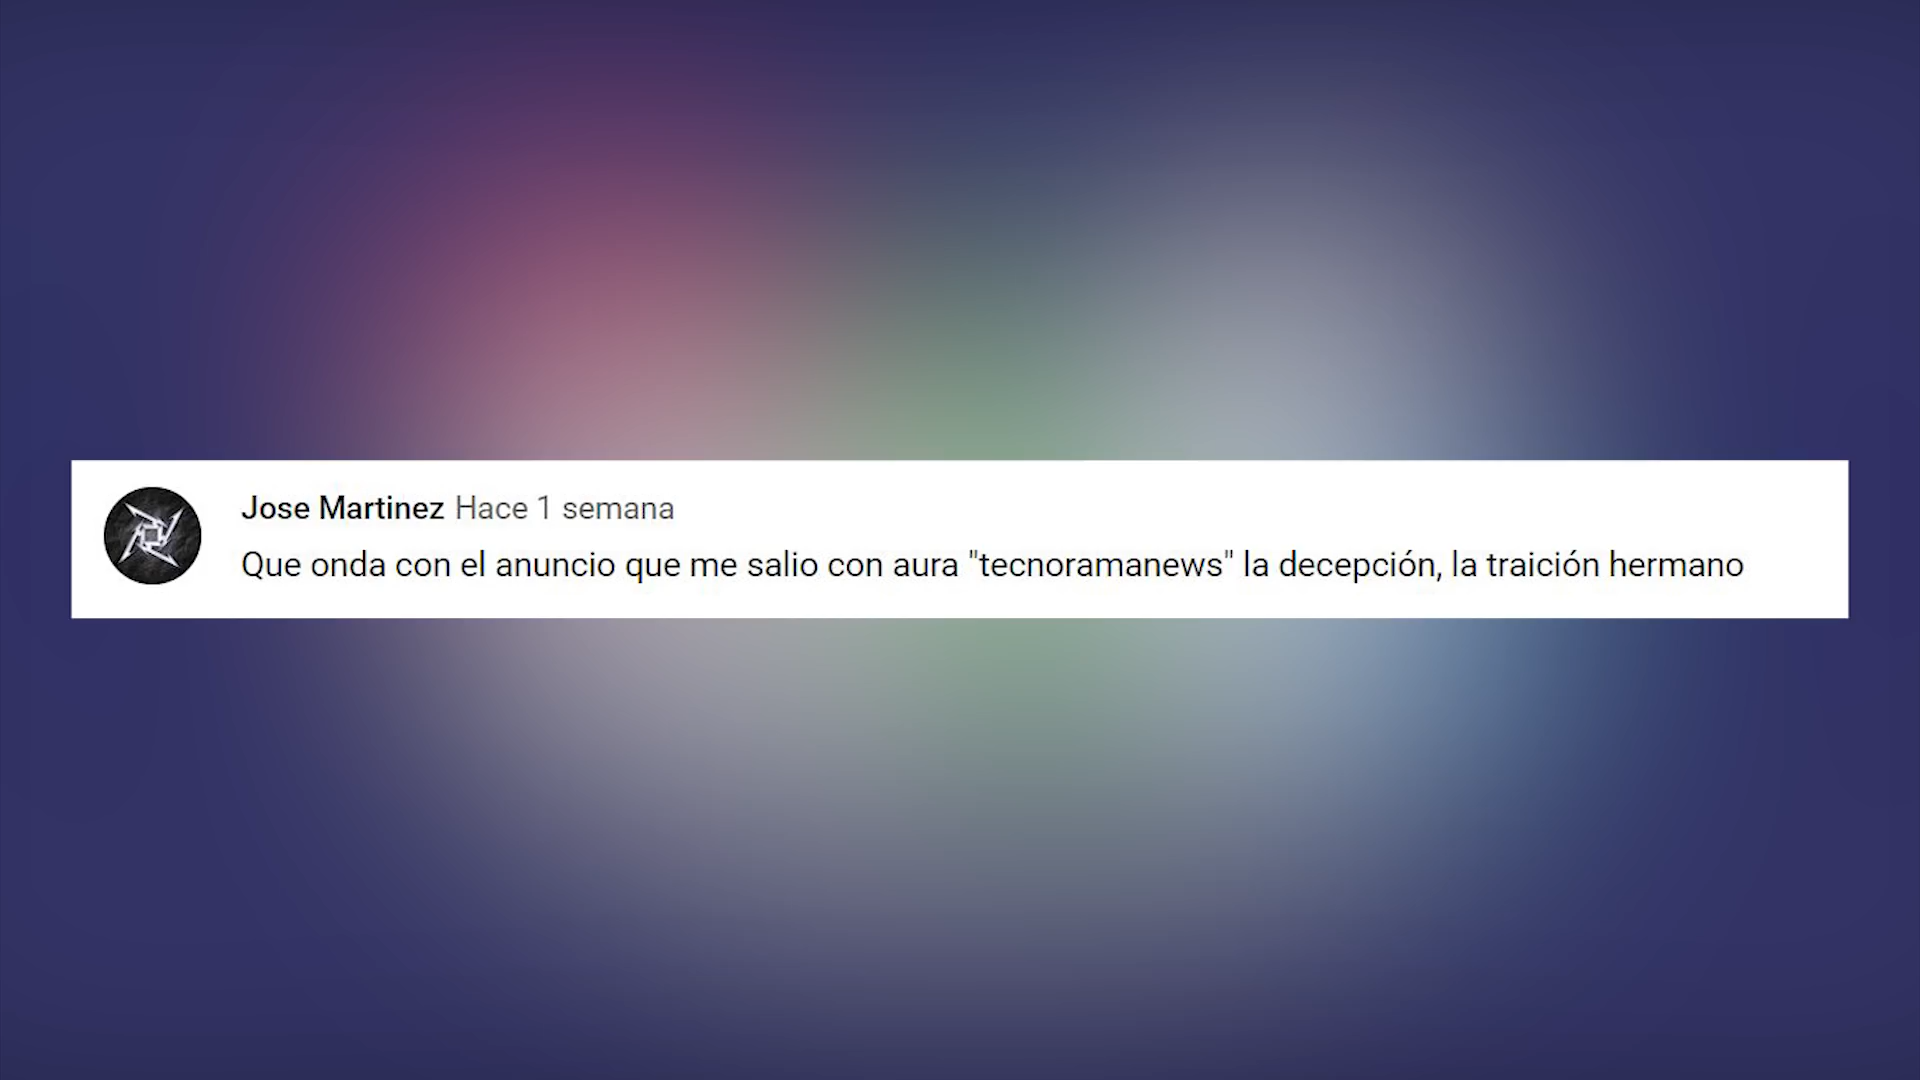 Jose Martinez Hace 1 semana
Que onda con el anuncio que me salio con aura "tecnoramanews" la decepción, la traición hermano